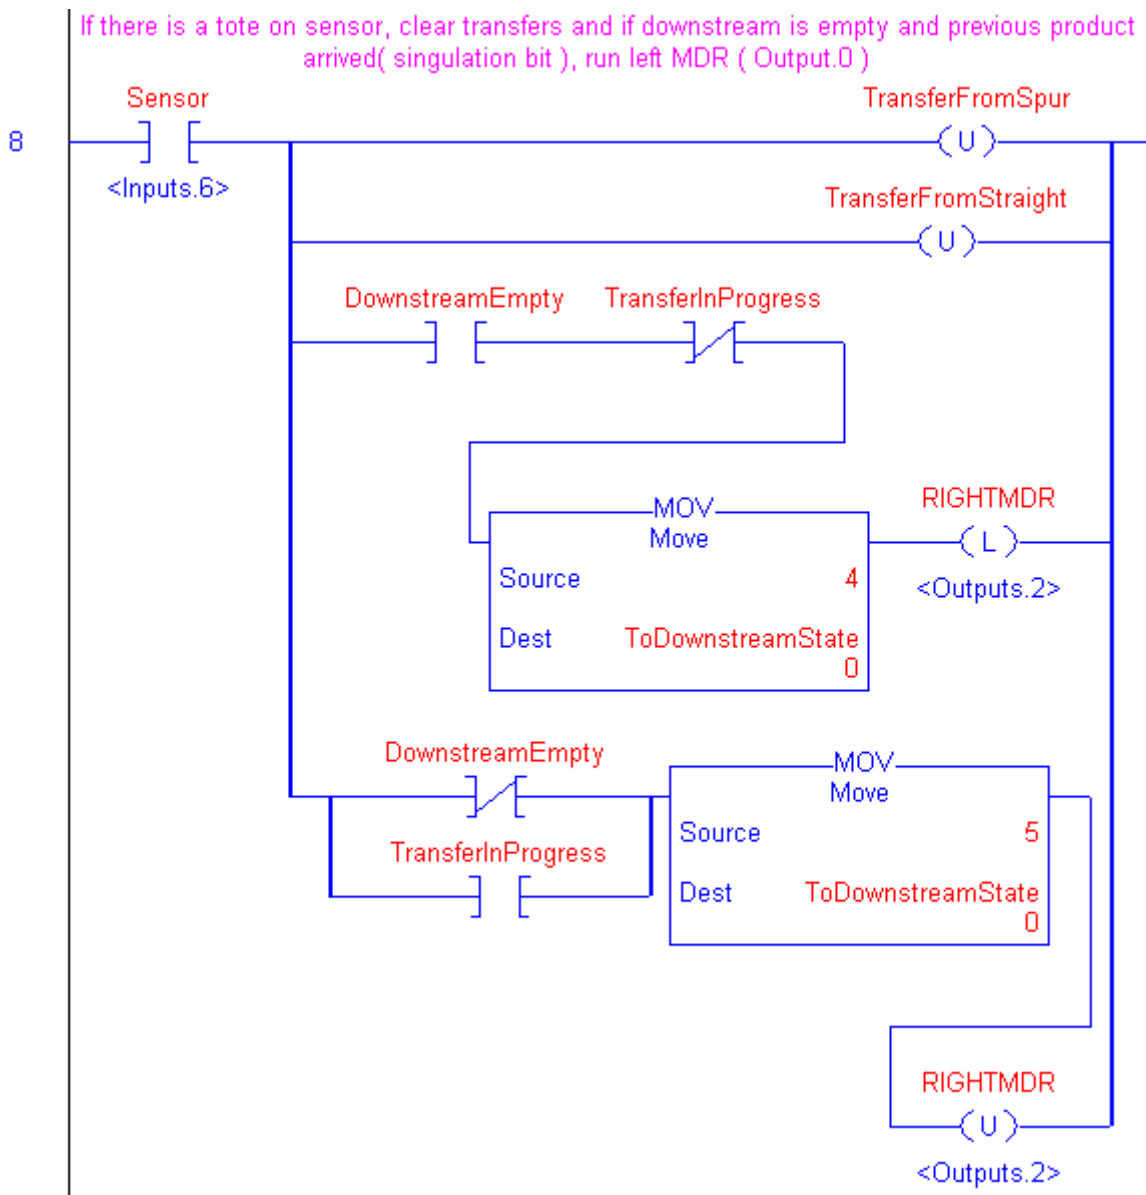 If there is a tote on sensor, clear transfers and if downstream is empty and previous product
arrived( singulation bit ), run left MDR ( Output.0 )
Sensor
TransferFromSpur
8
U
<Inputs.6>
TransferFromStraight
U
DownstreamEmpty TransferInProgress
MOV
Move
Source 4
Dest ToDownstreamState
0
RIGHTMDR
L
<Outputs.2>
DownstreamEmpty
TransferInProgress
MOV
Move
Source 5
Dest ToDownstreamState
0
RIGHTMDR
U
<Outputs.2>